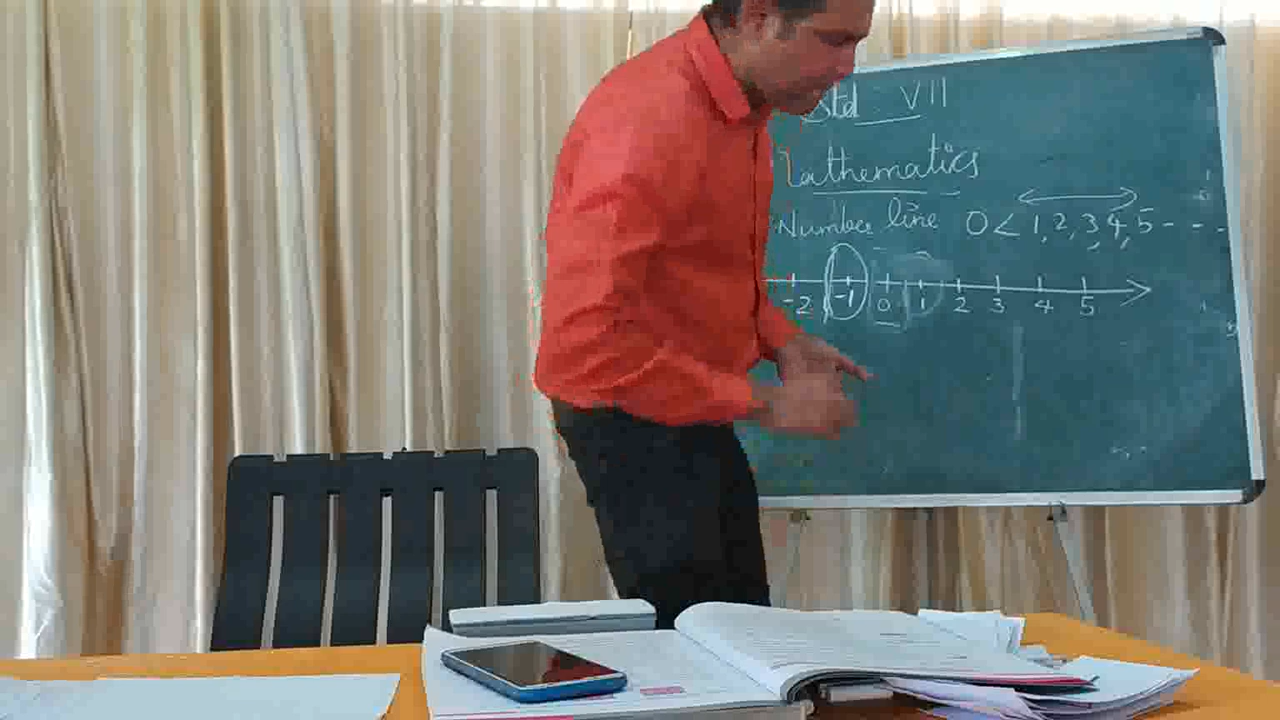 Std VII
Mathematics
Number line 0 < 1, 2, 3, 4, 5 - - -
-2 -1 0 1 2 3 4 5